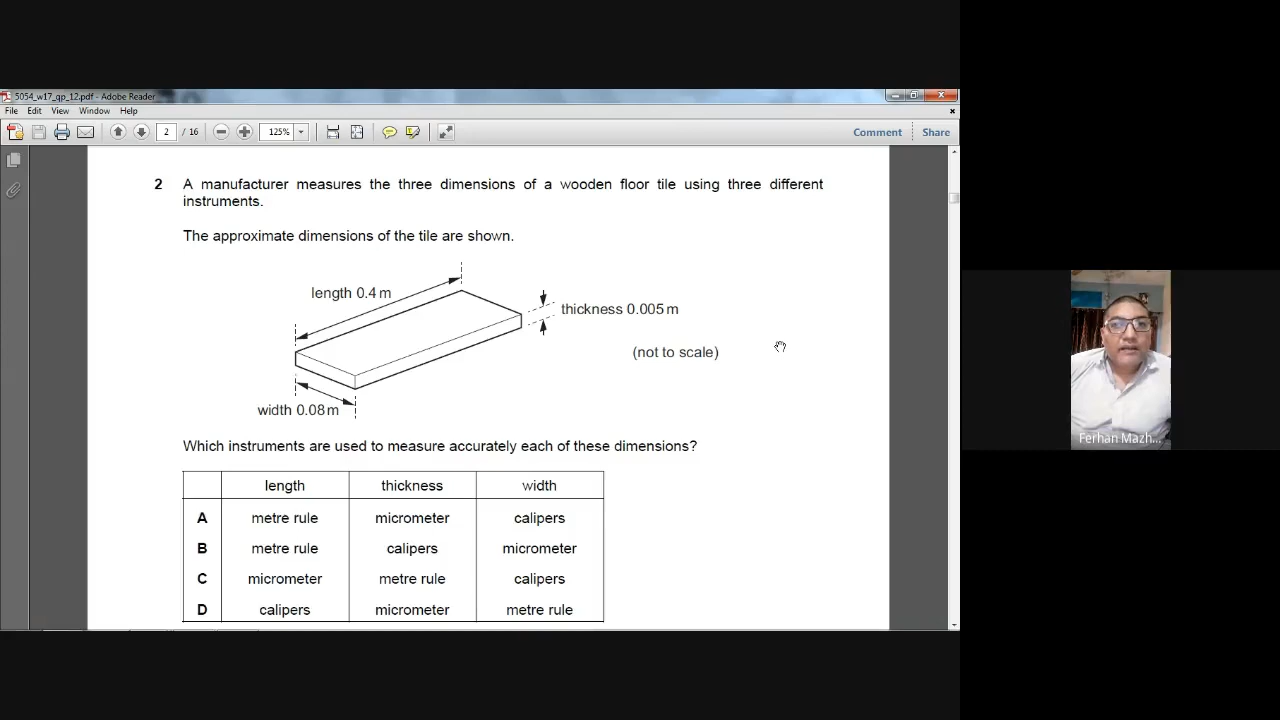 5054_w17_qp_12.pdf - Adobe Reader
File Edit View Window Help
2 / 16 125% Comment Share
2 A manufacturer measures the three dimensions of a wooden floor tile using three different
instruments.
The approximate dimensions of the tile are shown.
length 0.4 m
thickness 0.005 m
(not to scale)
width 0.08 m
Which instruments are used to measure accurately each of these dimensions?
length thickness width
A metre rule micrometer calipers
B metre rule calipers micrometer
C micrometer metre rule calipers
D calipers micrometer metre rule
Ferhan Mazh...